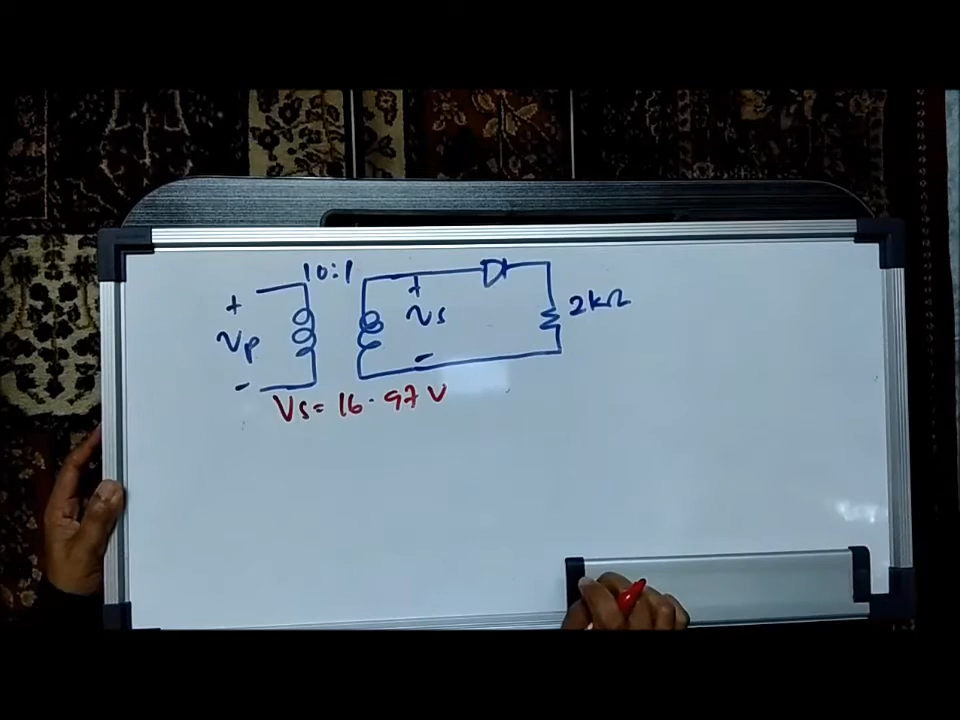 10:1
+
Vp
-
+
Vs
-
2kΩ
Vs= 16.97 V